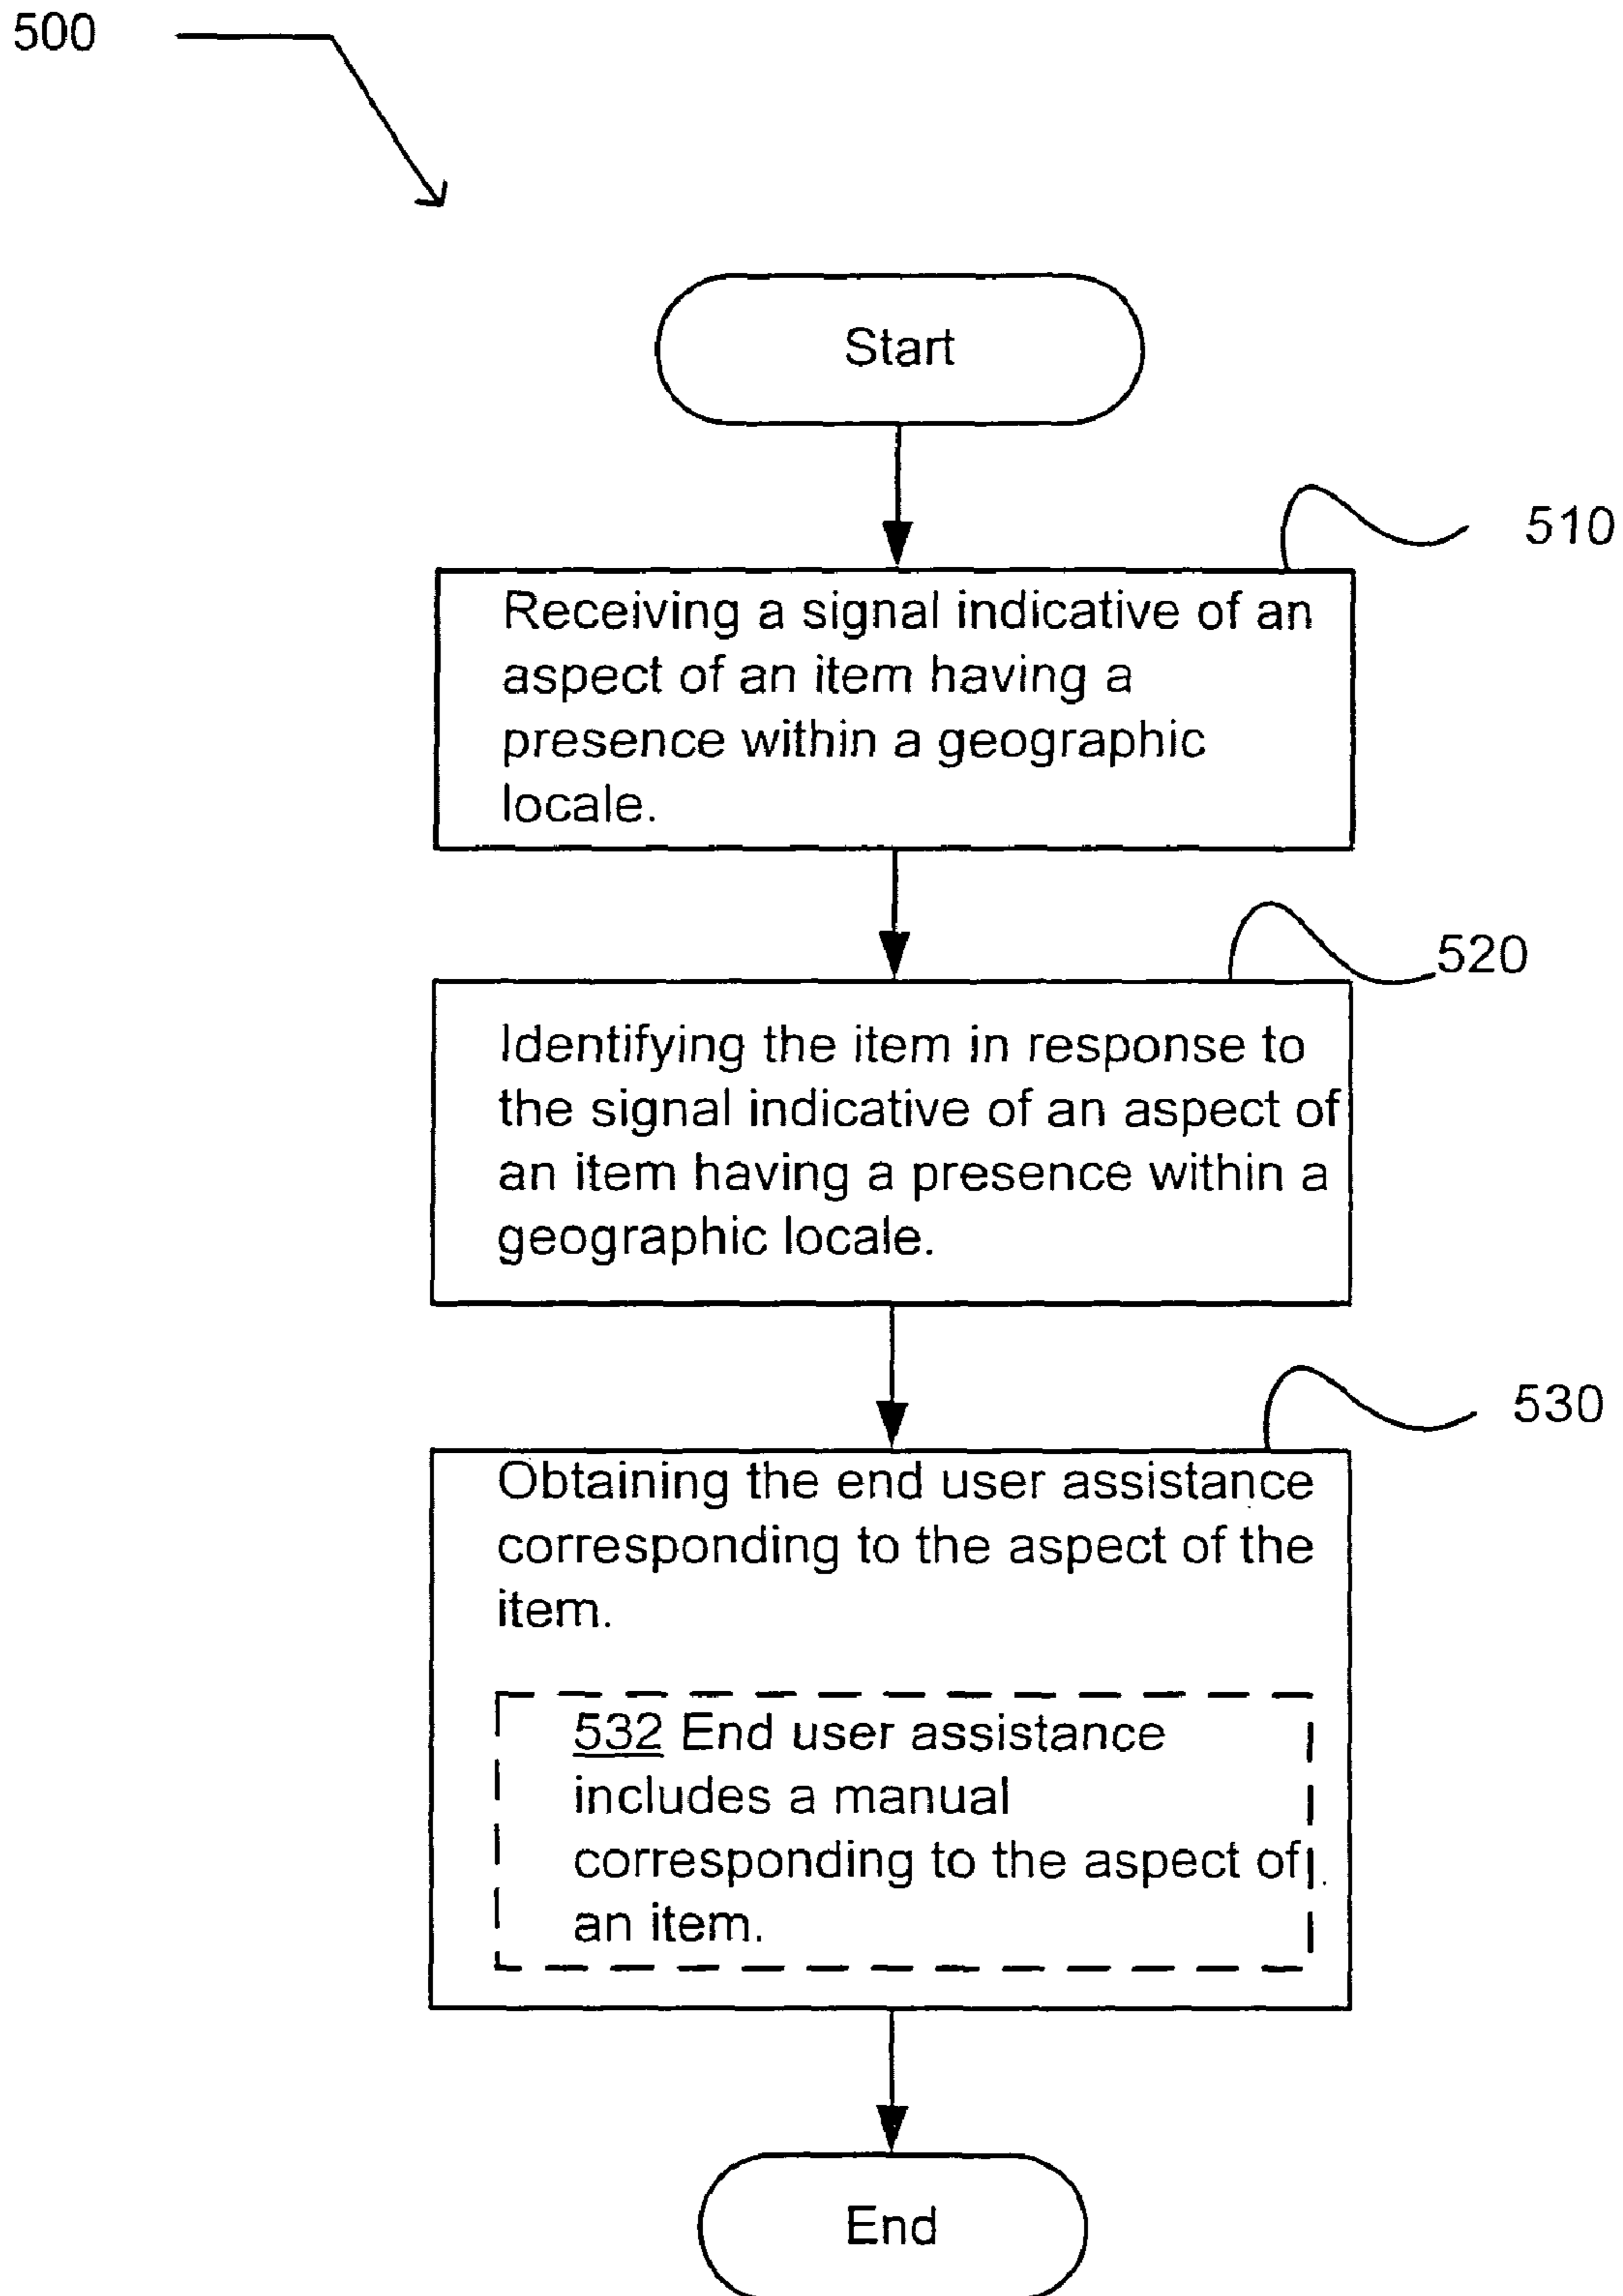 500
Start
510
Receiving a signal indicative of an
aspect of an item having a
presence within a geographic
locale.
520
Identifying the item in response to
the signal indicative of an aspect of
an item having a presence within a
geographic locale.
530
Obtaining the end user assistance
corresponding to the aspect of the
item.
532 End user assistance
includes a manual
corresponding to the aspect of
an item.
End